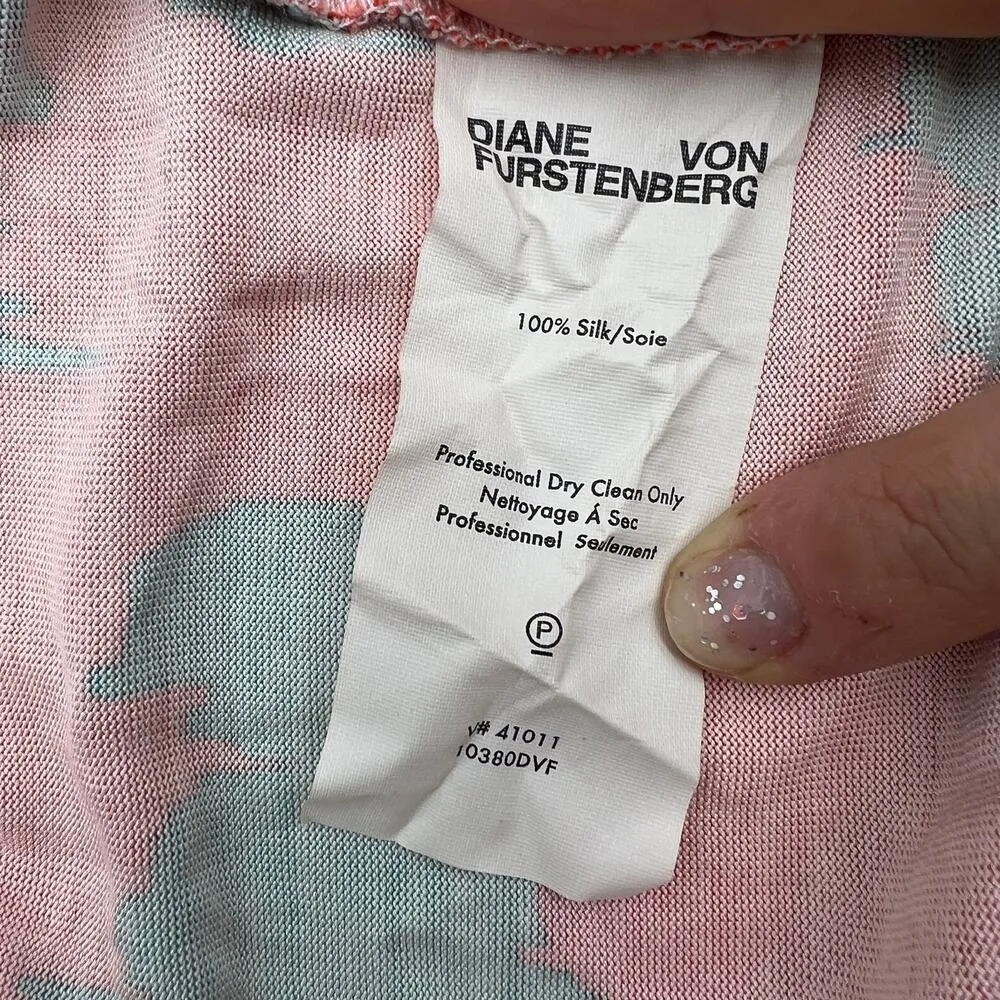 DIANE VON
FURSTENBERG
100% Silk/Soie
Professional Dry Clean Only
Nettoyage Á Sec
Professionnel Seulement
P
# 41011
10380DVF